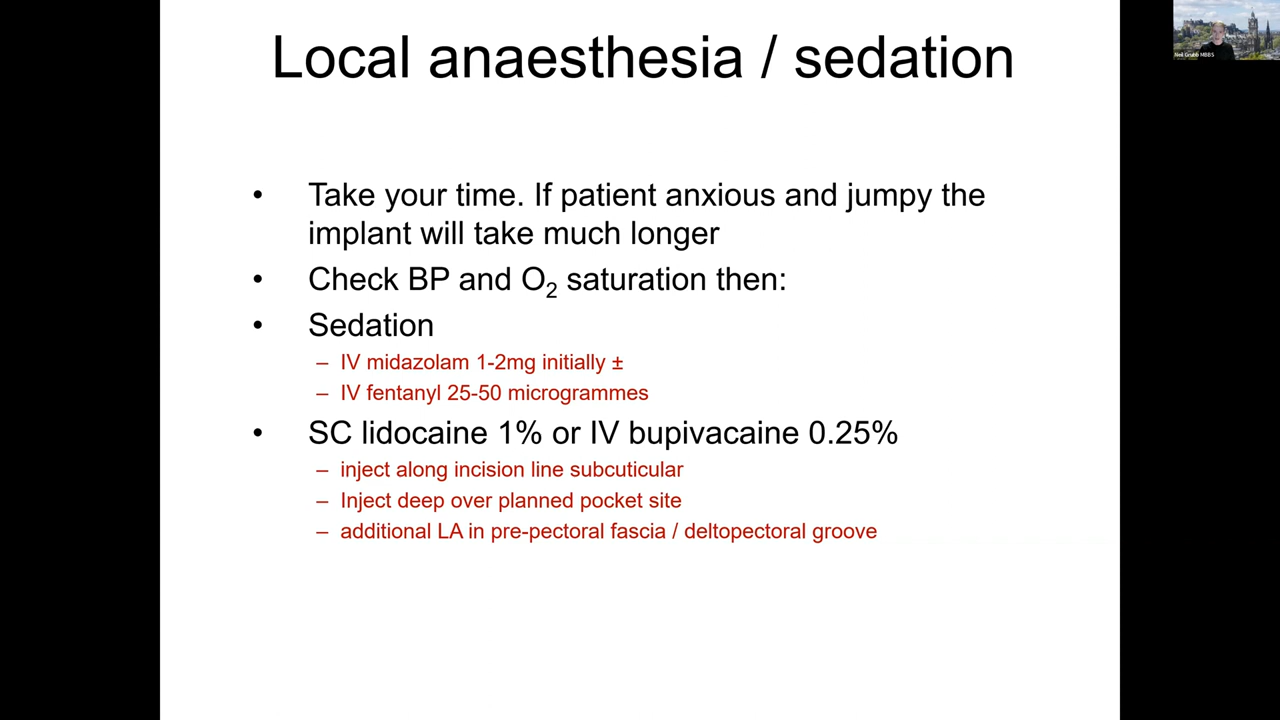 Local anaesthesia / sedation
Neil Grubb MBBS
• Take your time. If patient anxious and jumpy the
implant will take much longer
• Check BP and O₂ saturation then:
• Sedation
– IV midazolam 1-2mg initially ±
– IV fentanyl 25-50 microgrammes
• SC lidocaine 1% or IV bupivacaine 0.25%
– inject along incision line subcuticular
– Inject deep over planned pocket site
– additional LA in pre-pectoral fascia / deltopectoral groove